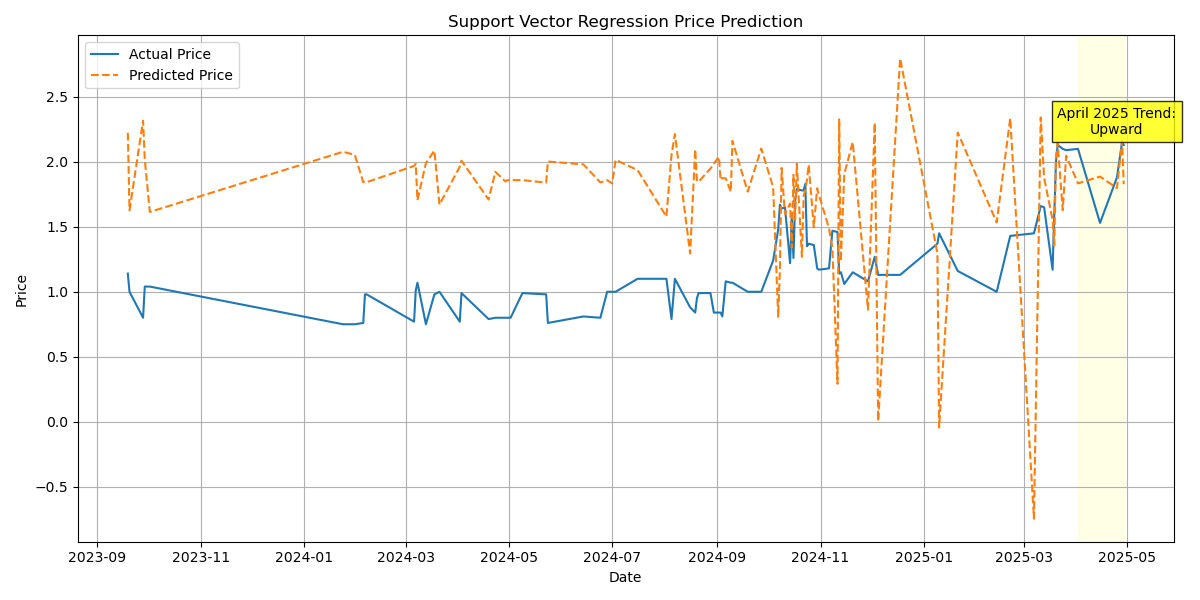 Support Vector Regression Price Prediction
Actual Price
Predicted Price
April 2025 Trend:
Upward
Price
2.5
2.0
1.5
1.0
0.5
0.0
−0.5
2023-09
2023-11
2024-01
2024-03
2024-05
2024-07
2024-09
2024-11
2025-01
2025-03
2025-05
Date